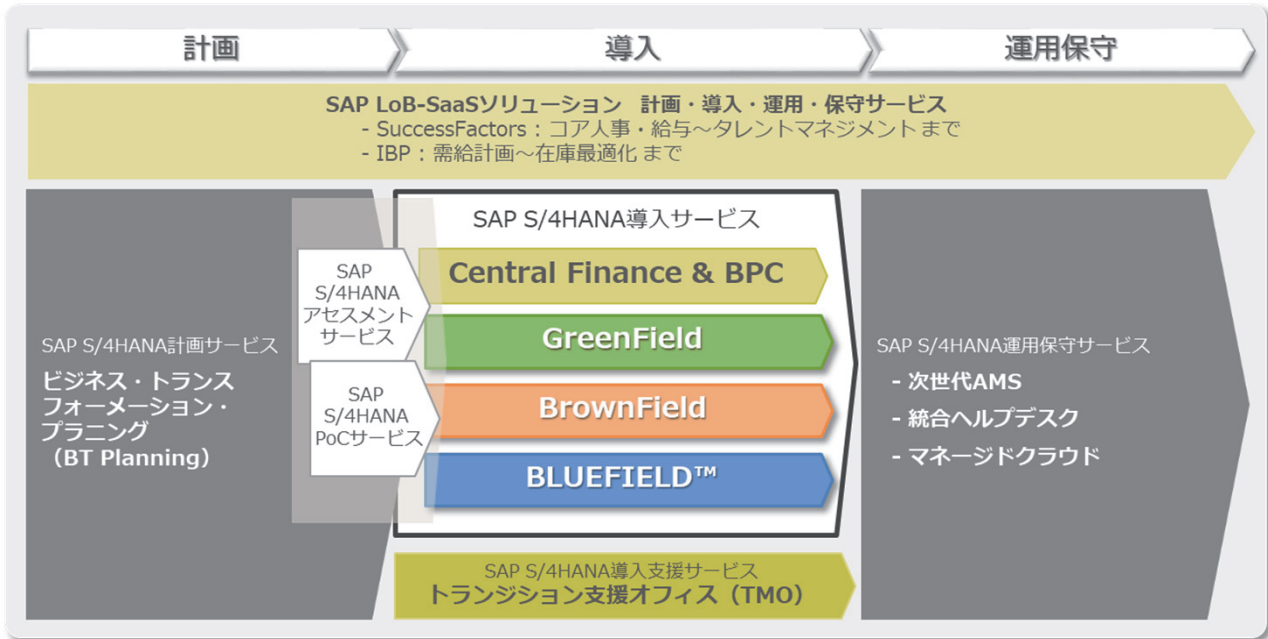 計画
導入
運用保守
SAP LoB-SaaSソリューション 計画・導入・運用・保守サービス
- SuccessFactors：コア人事・給与～タレントマネジメント まで
- IBP：需給計画～在庫最適化 まで
SAP S/4HANA計画サービス
ビジネス・トランス
フォーメーション・
プラニング
（BT Planning）
SAP
S/4HANA
アセスメント
サービス
SAP
S/4HANA
PoCサービス
SAP S/4HANA導入サービス
Central Finance & BPC
GreenField
BrownField
BLUEFIELD™
SAP S/4HANA導入支援サービス
トランジション支援オフィス（TMO）
SAP S/4HANA運用保守サービス
- 次世代AMS
- 統合ヘルプデスク
- マネージドクラウド